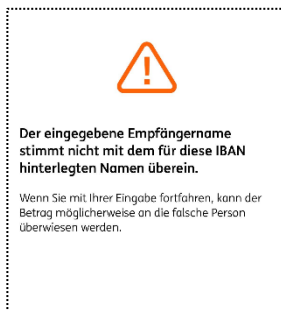 Der eingegebene Empfängername
stimmt nicht mit dem für diese IBAN
hinterlegten Namen überein.
Wenn Sie mit Ihrer Eingabe fortfahren, kann der
Betrag möglicherweise an die falsche Person
überwiesen werden.